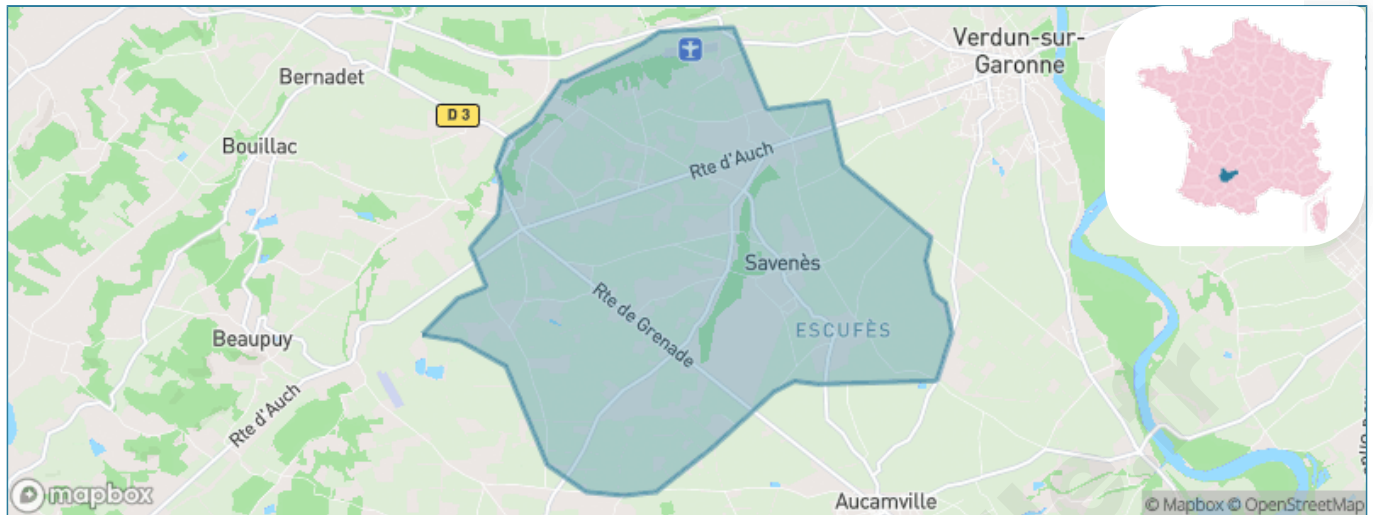 Verdun-sur-
Garonne
Bernadet
D 3
Bouillac
Rte d'Auch
Savenès
Rte de Grenade
ESCUFÈS
Beaupuy
Rte d'Auch
Aucamville
mapbox
© Mapbox © OpenStreetMap